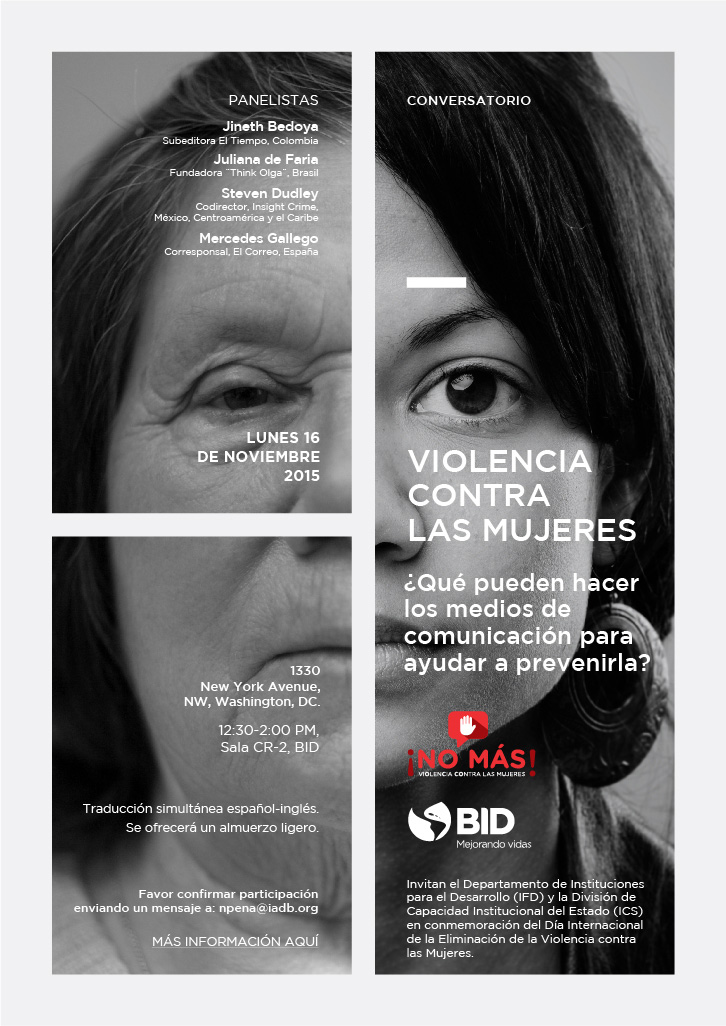 PANELISTAS
Jineth Bedoya
Subeditora El Tiempo, Colombia
Juliana de Faria
Fundadora ¨Think Olga¨, Brasil
Steven Dudley
Codirector, Insight Crime,
México, Centroamérica y el Caribe
Mercedes Gallego
Corresponsal, El Correo, España
LUNES 16
DE NOVIEMBRE
2015
1330
New York Avenue,
NW, Washington, DC.
12:30-2:00 PM,
Sala CR-2, BID
Traducción simultánea español-inglés.
Se ofrecerá un almuerzo ligero.
Favor confirmar participación
enviando un mensaje a: npena@iadb.org
MÁS INFORMACIÓN AQUÍ
CONVERSATORIO
VIOLENCIA
CONTRA
LAS MUJERES
¿Qué pueden hacer
los medios de
comunicación para
ayudar a prevenirla?
¡NO MÁS!
VIOLENCIA CONTRA LAS MUJERES
BID
Mejorando vidas
Invitan el Departamento de Instituciones
para el Desarrollo (IFD) y la División de
Capacidad Institucional del Estado (ICS)
en conmemoración del Día Internacional
de la Eliminación de la Violencia contra
las Mujeres.